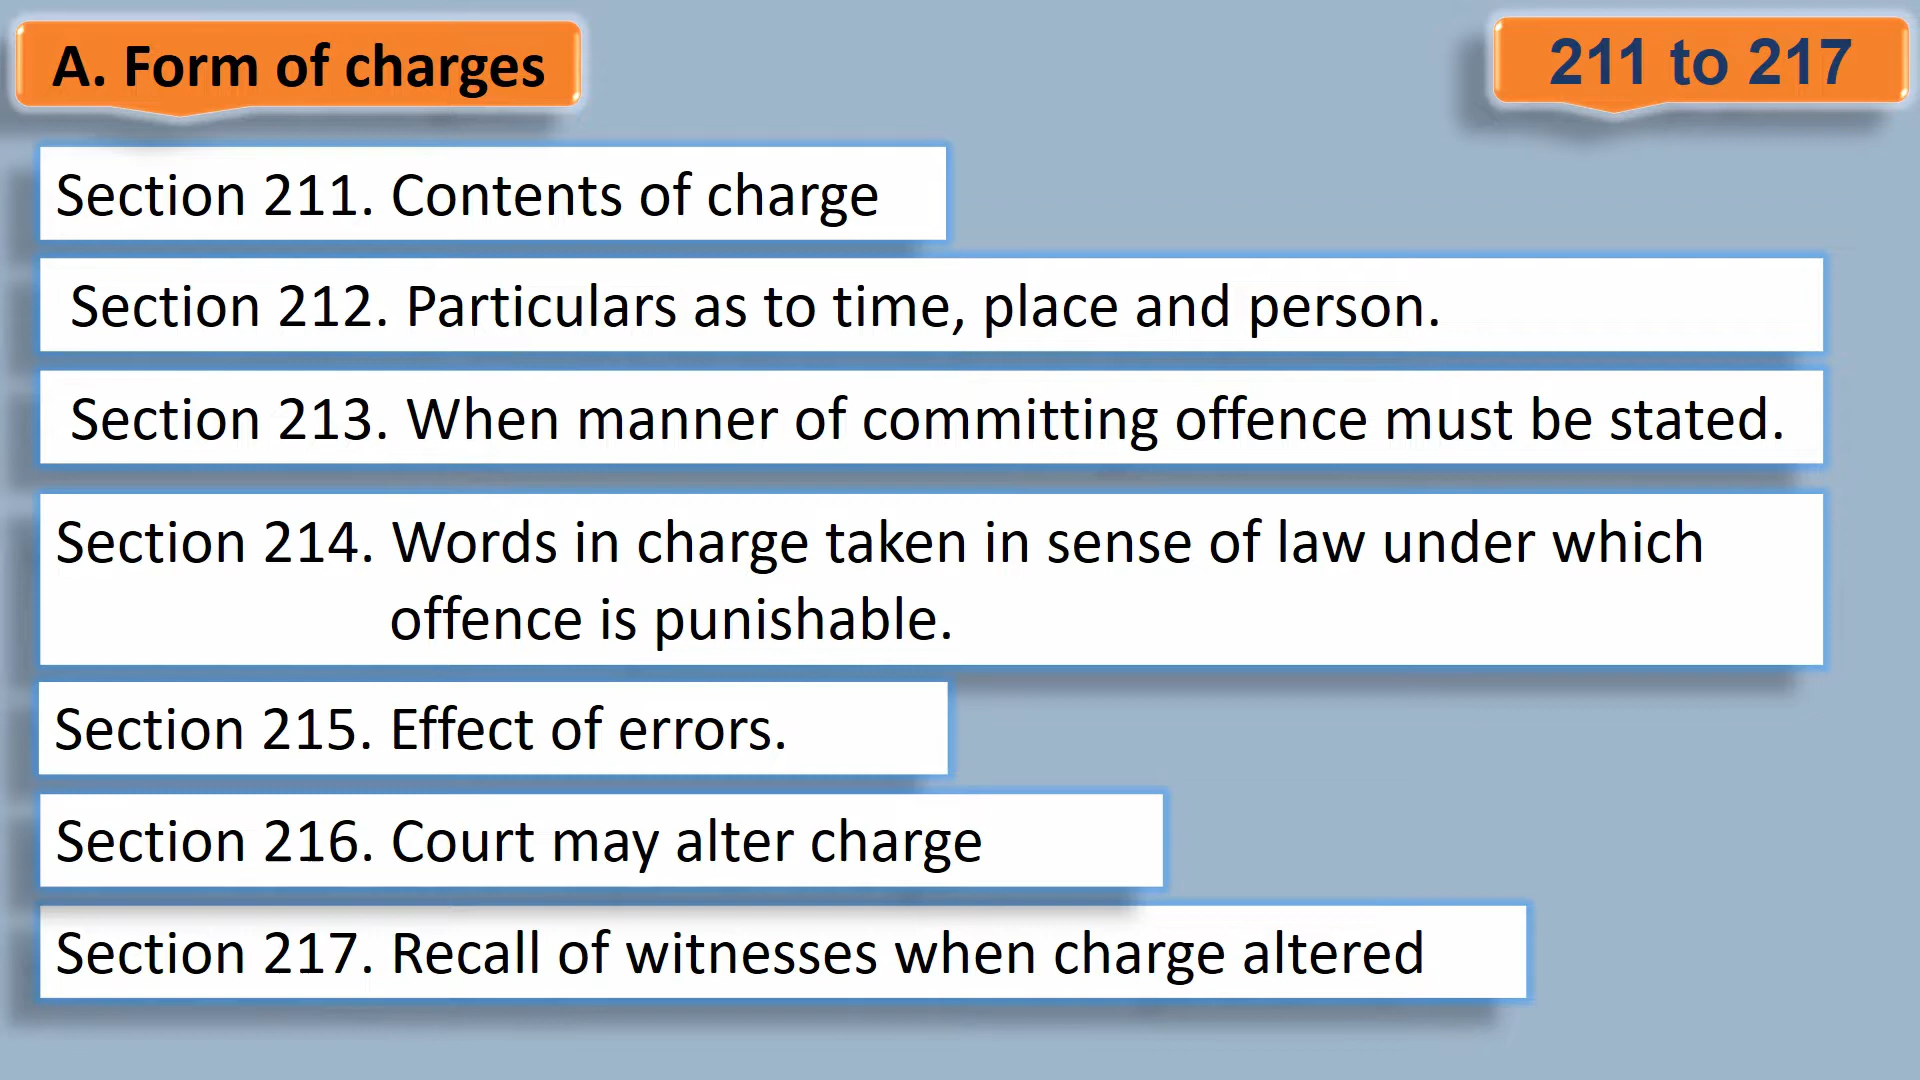 A. Form of charges
211 to 217
Section 211. Contents of charge
Section 212. Particulars as to time, place and person.
Section 213. When manner of committing offence must be stated.
Section 214. Words in charge taken in sense of law under which
offence is punishable.
Section 215. Effect of errors.
Section 216. Court may alter charge
Section 217. Recall of witnesses when charge altered